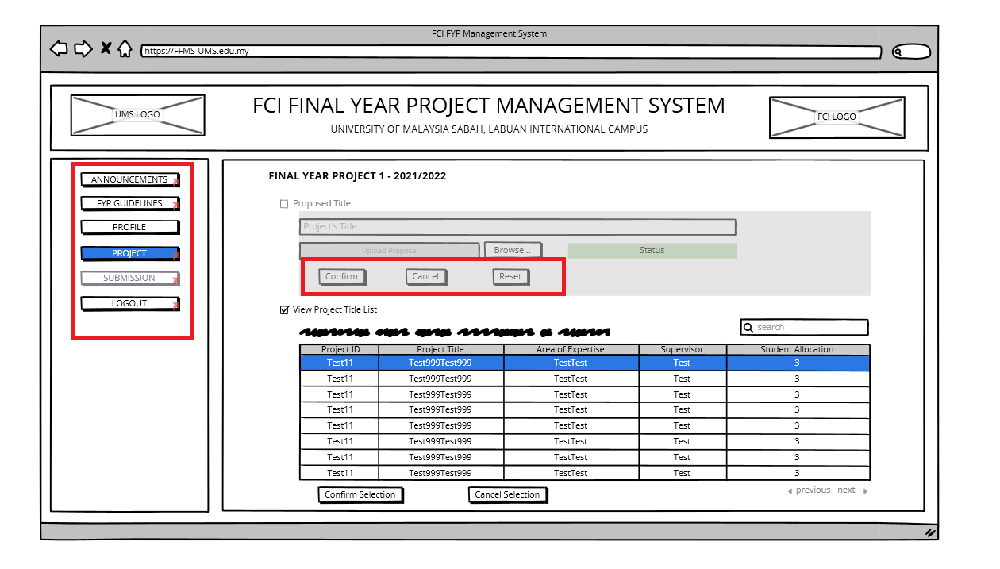 FCI FYP Management System
https://FFMS-UMS.edu.my
UMS LOGO
FCI FINAL YEAR PROJECT MANAGEMENT SYSTEM
UNIVERSITY OF MALAYSIA SABAH, LABUAN INTERNATIONAL CAMPUS
FCI LOGO
ANNOUNCEMENTS
FYP GUIDELINES
PROFILE
PROJECT
SUBMISSION
LOGOUT
FINAL YEAR PROJECT 1 - 2021/2022
Proposed Title
Project's Title
Upload Proposal Browse... Status
Confirm Cancel Reset
View Project Title List
search
Project ID Project Title Area of Expertise Supervisor Student Allocation
Test11 Test999Test999 TestTest Test 3
Test11 Test999Test999 TestTest Test 3
Test11 Test999Test999 TestTest Test 3
Test11 Test999Test999 TestTest Test 3
Test11 Test999Test999 TestTest Test 3
Test11 Test999Test999 TestTest Test 3
Test11 Test999Test999 TestTest Test 3
Test11 Test999Test999 TestTest Test 3
Confirm Selection Cancel Selection previous next